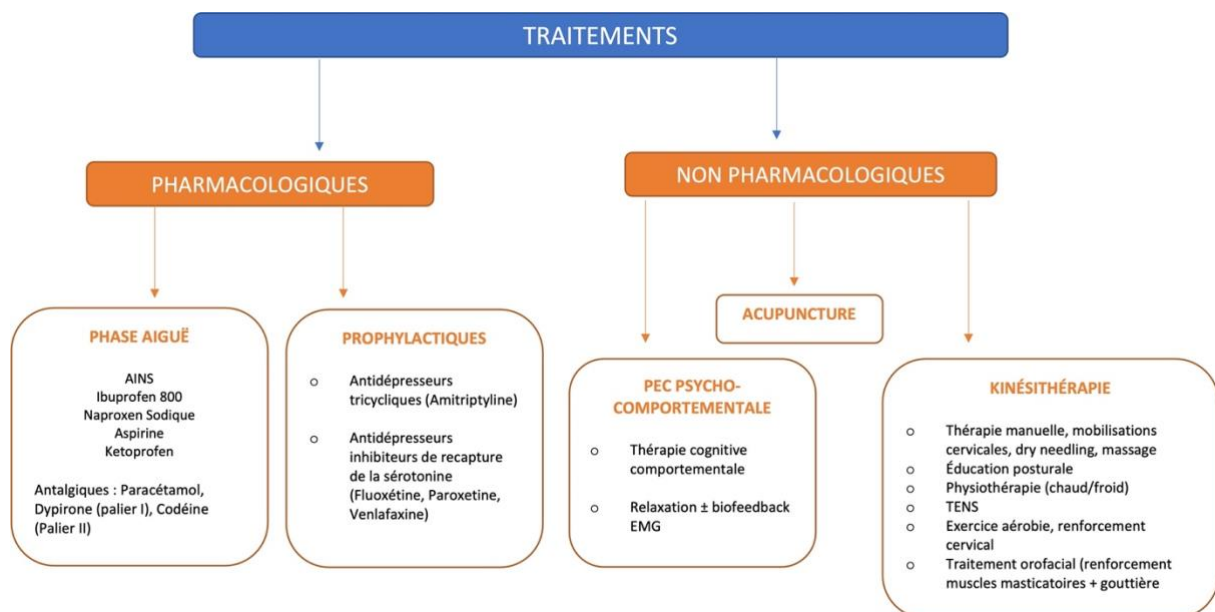 TRAITEMENTS
PHARMACOLOGIQUES
NON PHARMACOLOGIQUES
PHASE AIGUË
AINS
Ibuprofen 800
Naproxen Sodique
Aspirine
Ketoprofen
Antalgiques : Paracétamol,
Dypirone (palier I), Codéine
(Palier II)
PROPHYLACTIQUES
o Antidépresseurs
tricycliques (Amitriptyline)
o Antidépresseurs
inhibiteurs de recapture
de la sérotonine
(Fluoxétine, Paroxetine,
Venlafaxine)
ACUPUNCTURE
PEC PSYCHO-
COMPORTEMENTALE
o Thérapie cognitive
comportementale
o Relaxation ± biofeedback
EMG
KINÉSITHÉRAPIE
o Thérapie manuelle, mobilisations
cervicales, dry needling, massage
o Éducation posturale
o Physiothérapie (chaud/froid)
o TENS
o Exercice aérobie, renforcement
cervical
o Traitement orofacial (renforcement
muscles masticatoires + gouttière